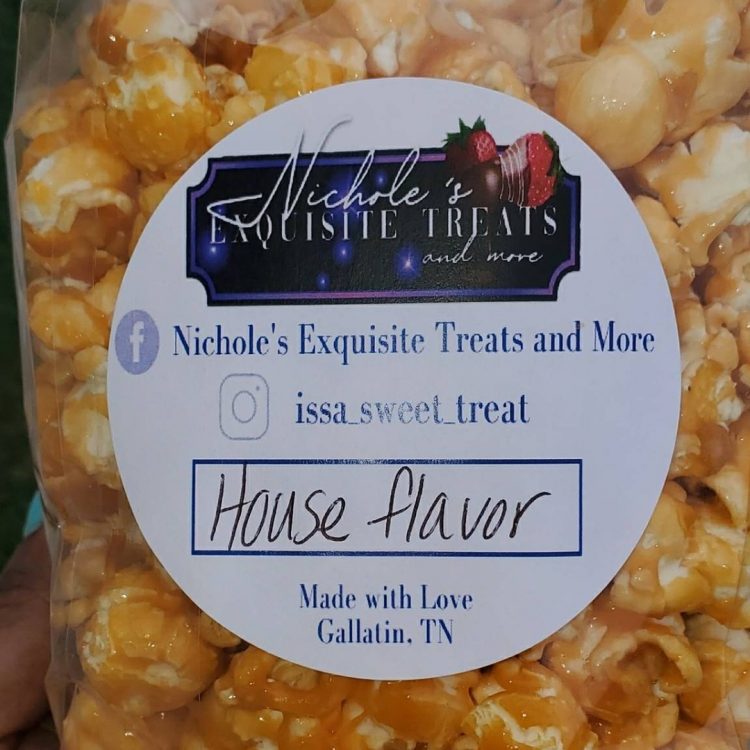 Nichole's
EXQUISITE TREATS
and more
Nichole's Exquisite Treats and More
issa_sweet_treat
House flavor
Made with Love
Gallatin, TN